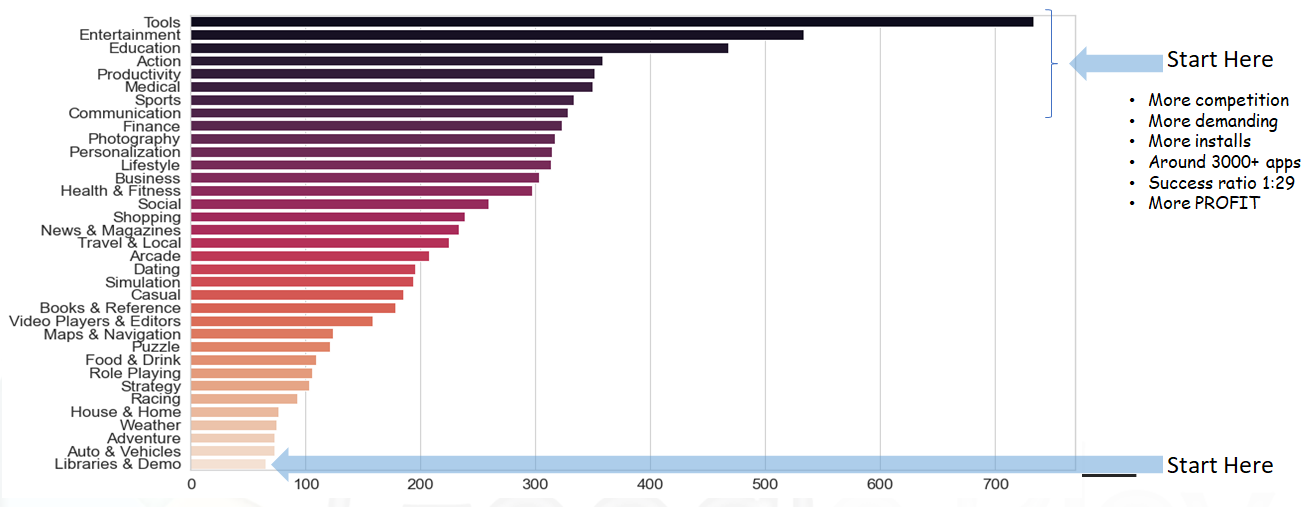 Tools
Entertainment
Education
Action
Productivity
Medical
Sports
Communication
Finance
Photography
Personalization
Lifestyle
Business
Health & Fitness
Social
Shopping
News & Magazines
Travel & Local
Arcade
Dating
Simulation
Casual
Books & Reference
Video Players & Editors
Maps & Navigation
Puzzle
Food & Drink
Role Playing
Strategy
Racing
House & Home
Weather
Adventure
Auto & Vehicles
Libraries & Demo
0 100 200 300 400 500 600 700
Start Here
• More competition
• More demanding
• More installs
• Around 3000+ apps
• Success ratio 1:29
• More PROFIT
Start Here